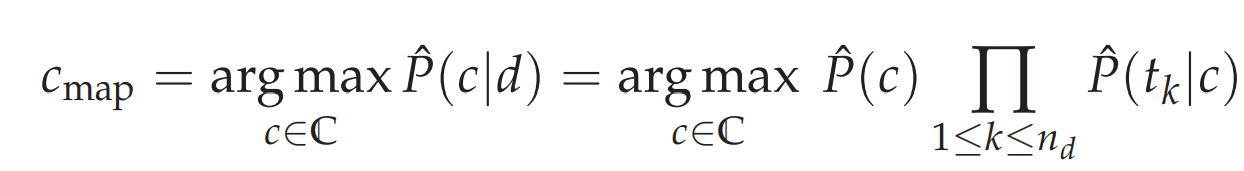 c_map = arg max_{c∈ℂ} P̂(c|d) = arg max_{c∈ℂ} P̂(c) ∏_{1≤k≤n_d} P̂(t_k|c)